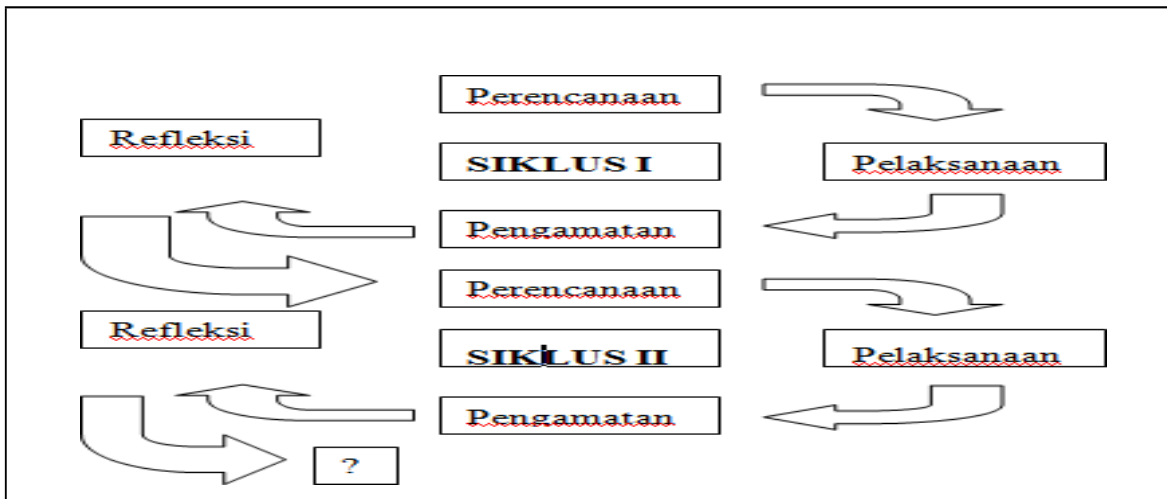 Perencanaan
Refleksi
SIKLUS I
Pelaksanaan
Pengamatan
Perencanaan
Refleksi
SIKLUS II
Pelaksanaan
Pengamatan
?